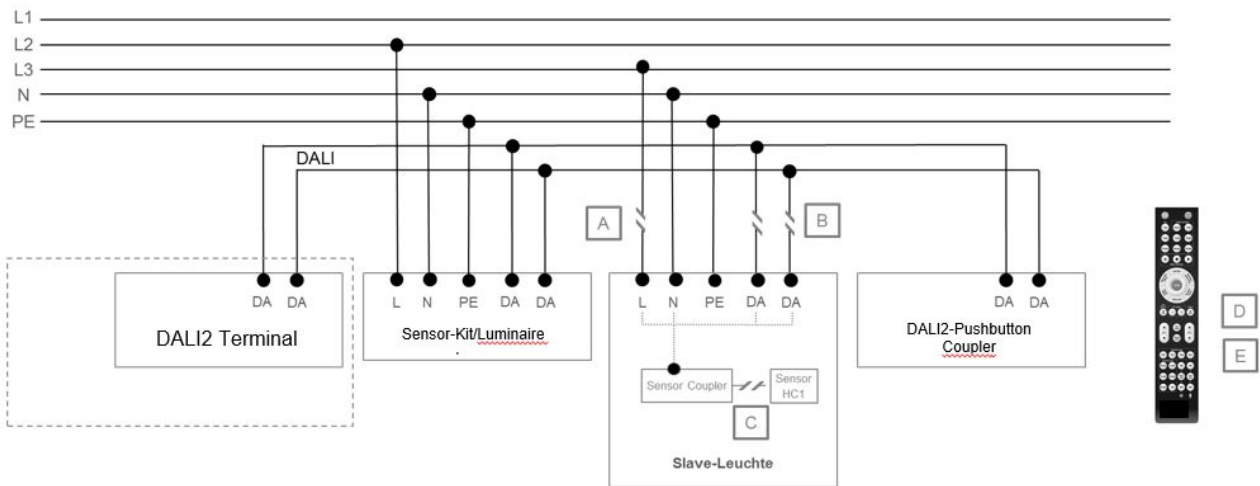 L1
L2
L3
N
PE
DALI
A
B
DA DA
L N PE DA DA
L N PE DA DA
DA DA
DALI2 Terminal
Sensor-Kit/Luminaire
.
DALI2-Pushbutton
Coupler
D
E
Sensor Coupler
Sensor
HC1
C
Slave-Leuchte